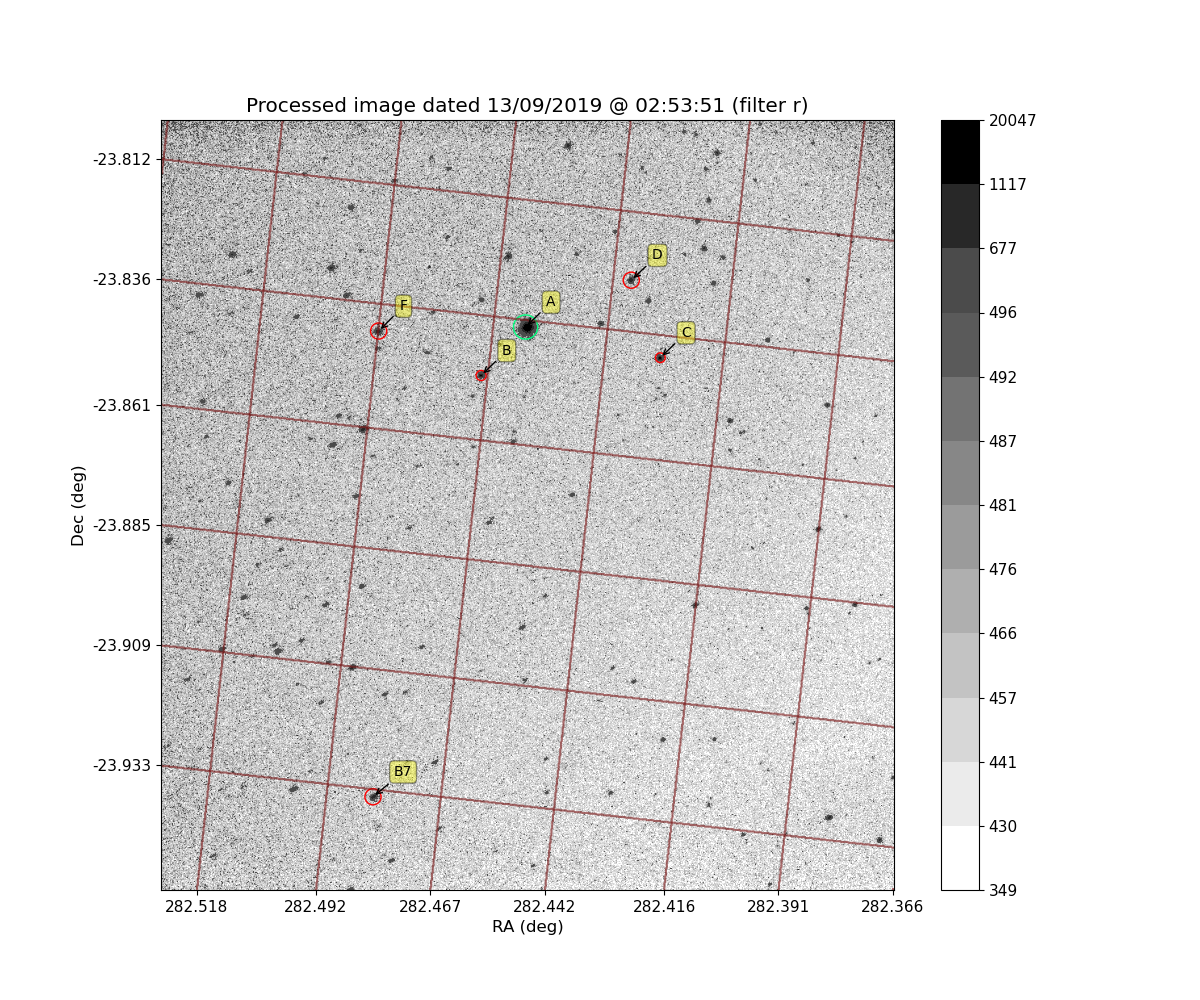 Processed image dated 13/09/2019 @ 02:53:51 (filter r)
20047
1117
677
496
492
487
481
476
466
457
441
430
349
-23.812
-23.836
-23.861
-23.885
-23.909
-23.933
Dec (deg)
D
A
F
C
B
B7
282.518
282.492
282.467
282.442
282.416
282.391
282.366
RA (deg)